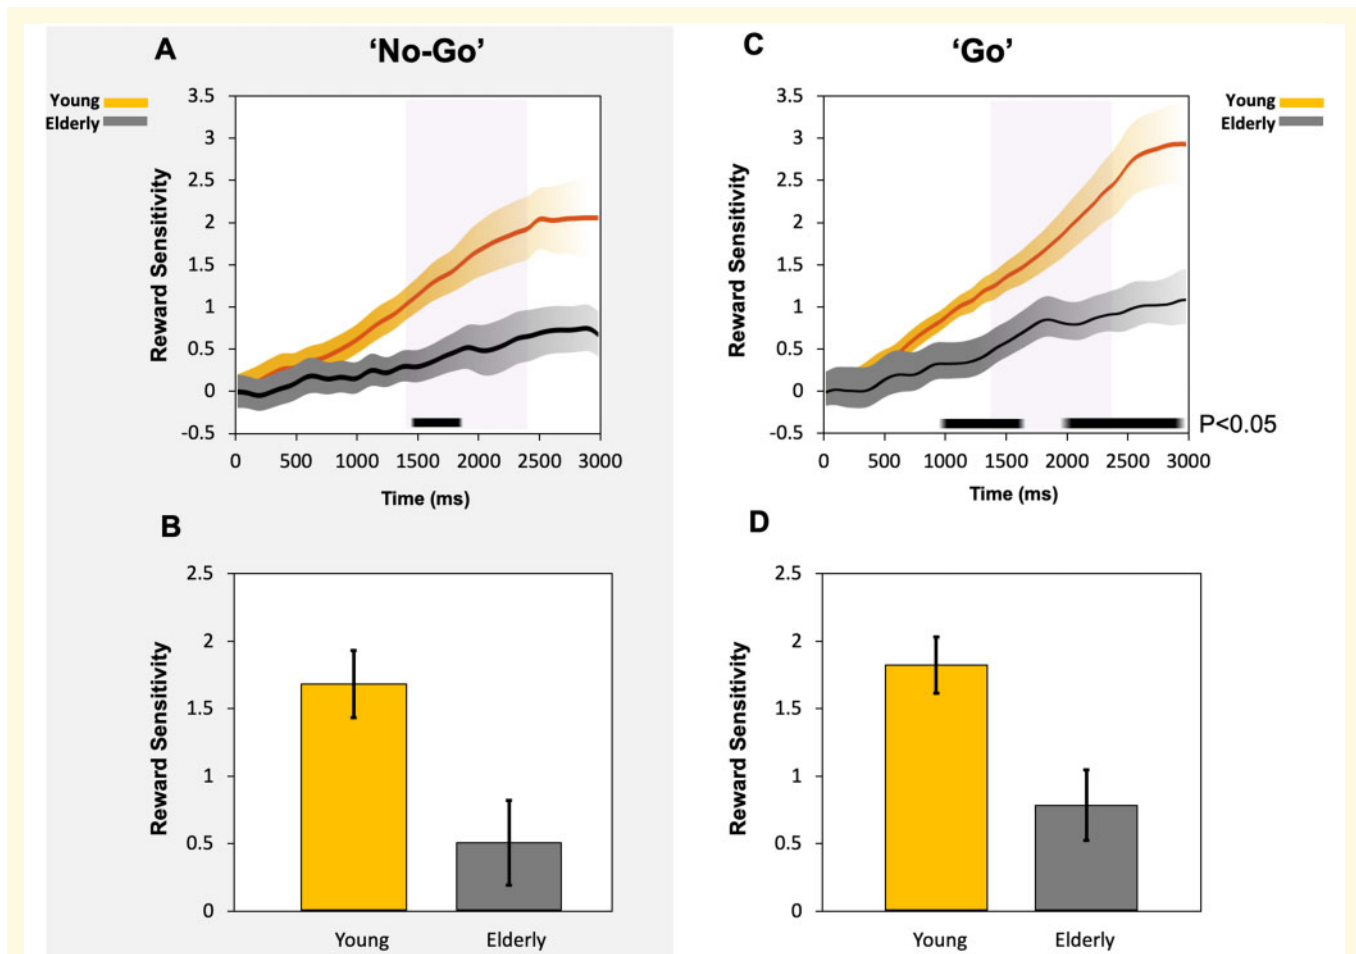 A
‘No-Go’
Young
Elderly
Reward Sensitivity
3.5
3
2.5
2
1.5
1
0.5
0
-0.5
0 500 1000 1500 2000 2500 3000
Time (ms)
C
‘Go’
Young
Elderly
Reward Sensitivity
3.5
3
2.5
2
1.5
1
0.5
0
-0.5
P<0.05
0 500 1000 1500 2000 2500 3000
Time (ms)
B
Reward Sensitivity
2.5
2
1.5
1
0.5
0
Young Elderly
D
Reward Sensitivity
2.5
2
1.5
1
0.5
0
Young Elderly